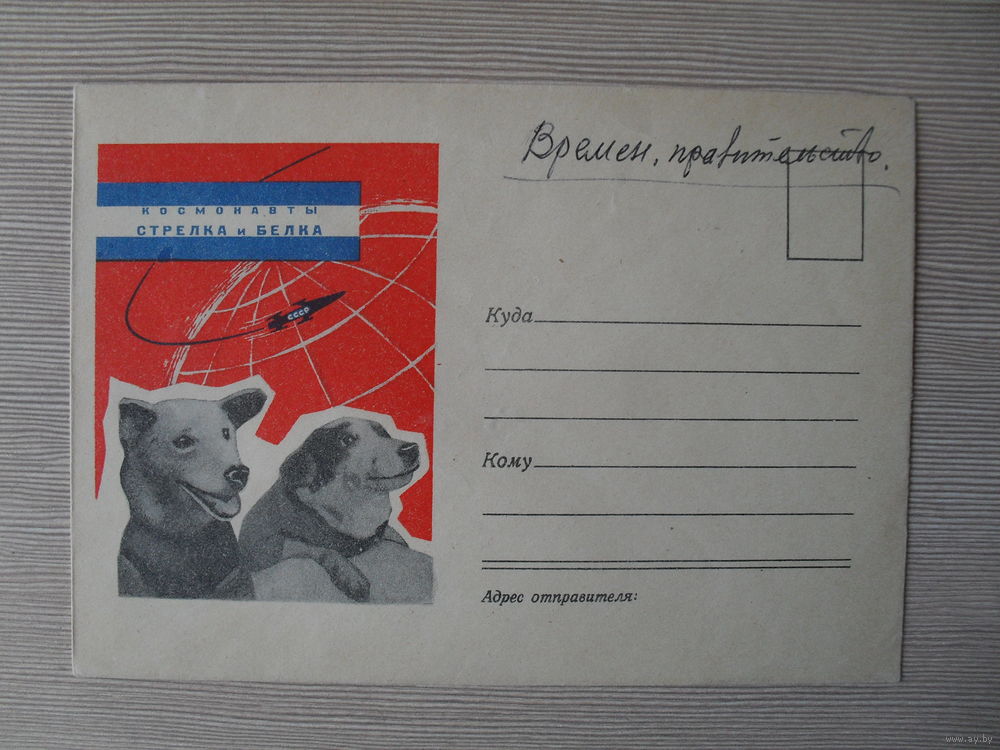 Времен. правительство.
КОСМОНАВТЫ
СТРЕЛКА и БЕЛКА
СССР
Куда
Кому
Адрес отправителя:
www.ay.by